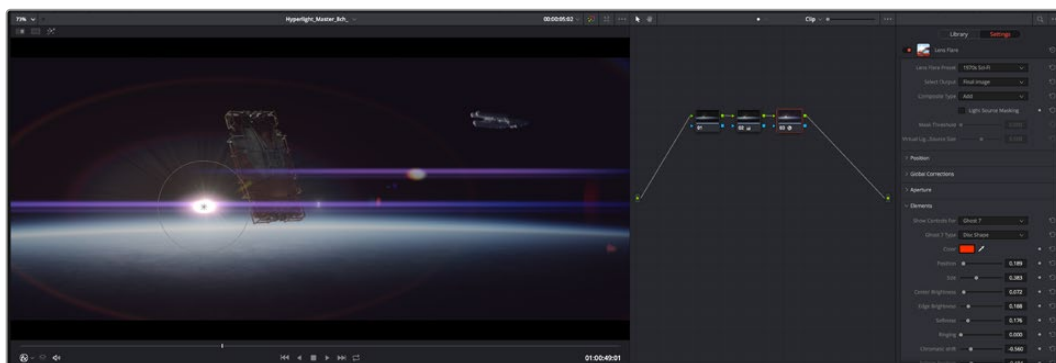 73%
Hyperlight_Master_8ch_
00:00:05:02
Clip
Library
Settings
Lens Flare
Lens Flare Preset 1970s Sci-Fi
Select Output Final Image
Composite Type Add
Light Source Masking
Position
Global Corrections
Aperture
Elements
Show Controls For Ghost 7
Ghost 7 Type Disc Shape
Color
Position 0.189
Size 0.383
Center Brightness 0.072
Edge Brightness 0.188
Softness 0.176
Ringing 0.000
Chromatic Shift -0.560
01
02
03
01:00:49:01